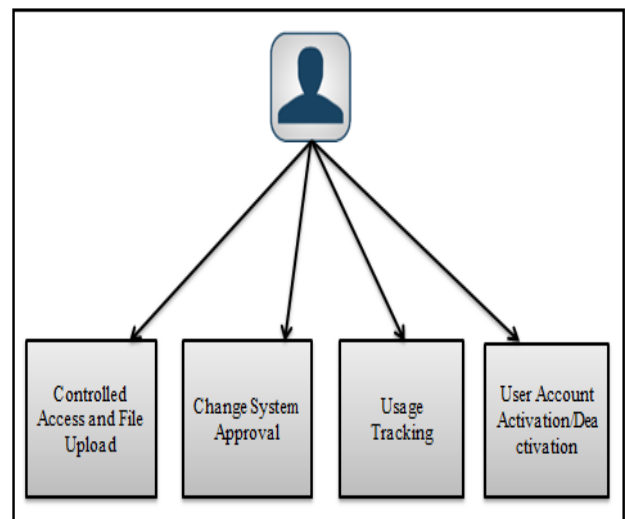 Controlled
Access and File
Upload
Change System
Approval
Usage
Tracking
User Account
Activation/Dea
ctivation